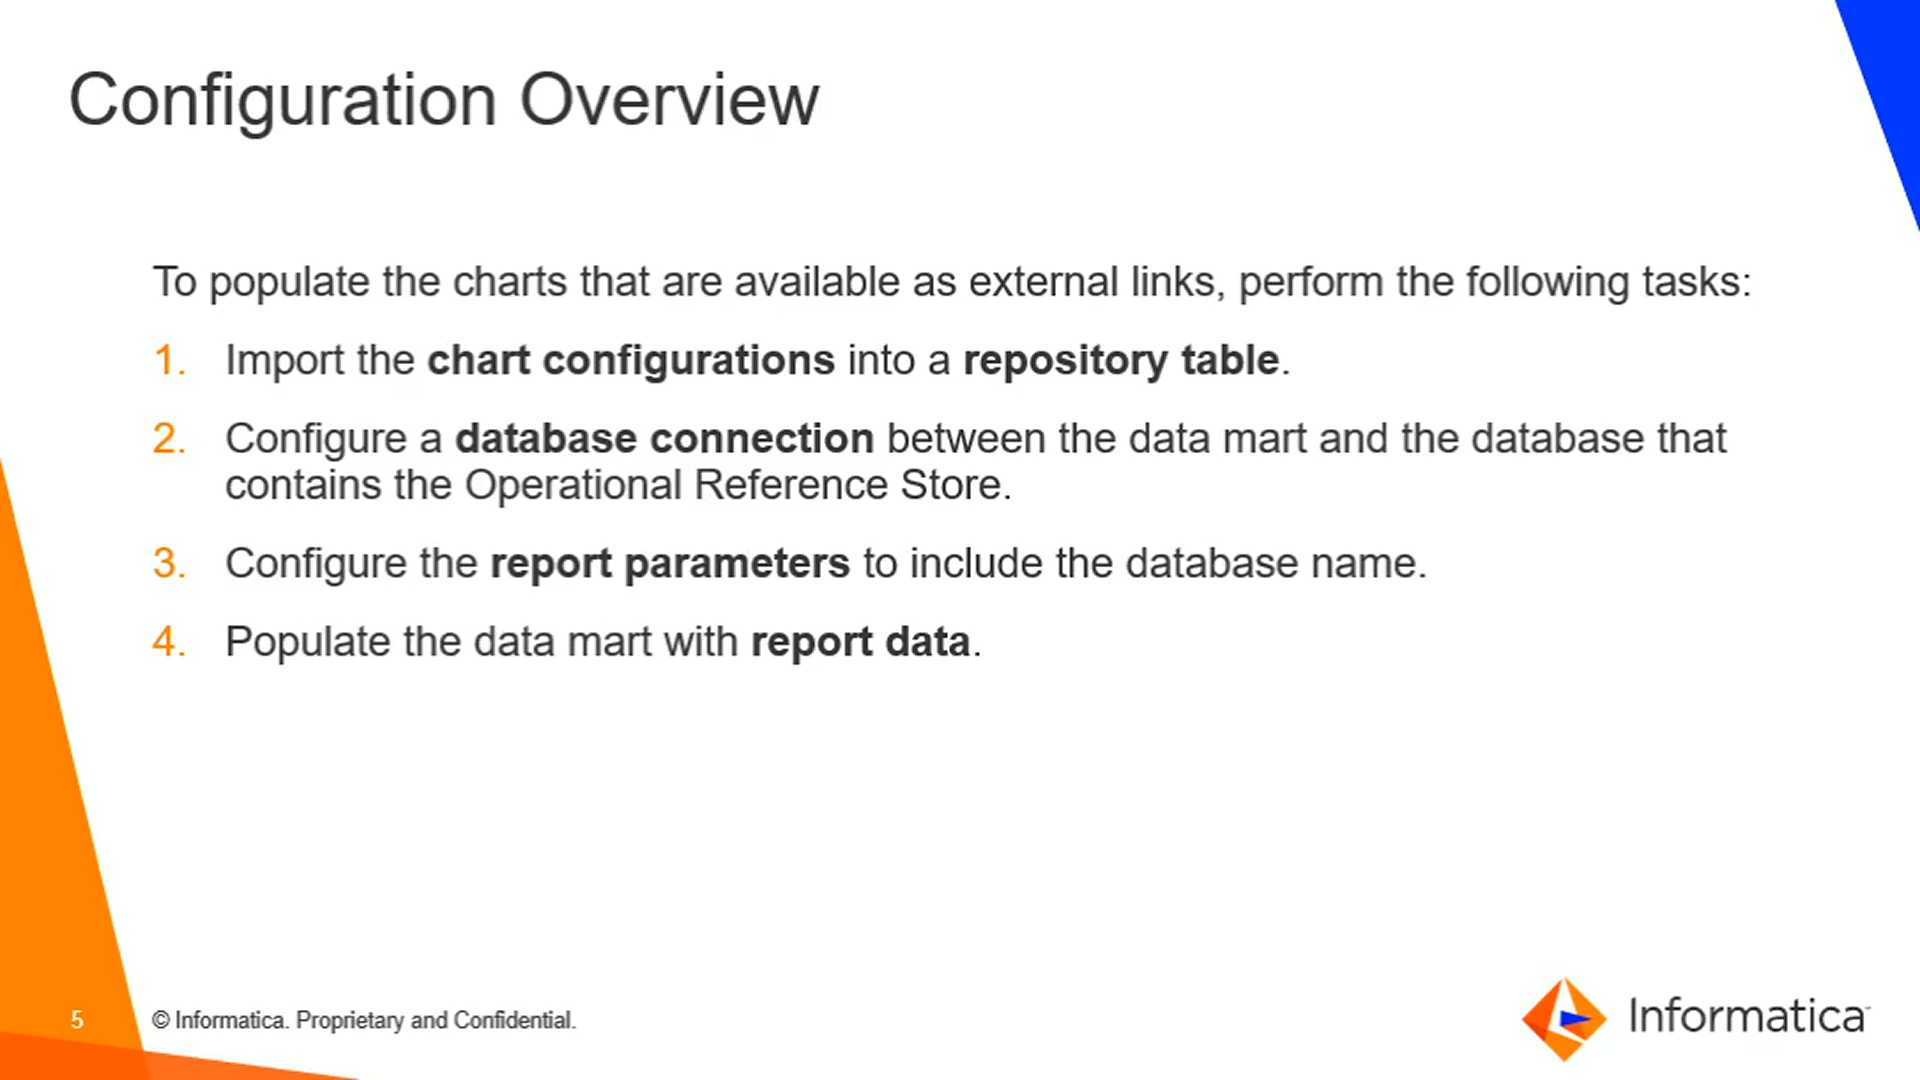 Configuration Overview
To populate the charts that are available as external links, perform the following tasks:
1. Import the chart configurations into a repository table.
2. Configure a database connection between the data mart and the database that
contains the Operational Reference Store.
3. Configure the report parameters to include the database name.
4. Populate the data mart with report data.
5
© Informatica. Proprietary and Confidential.
Informatica